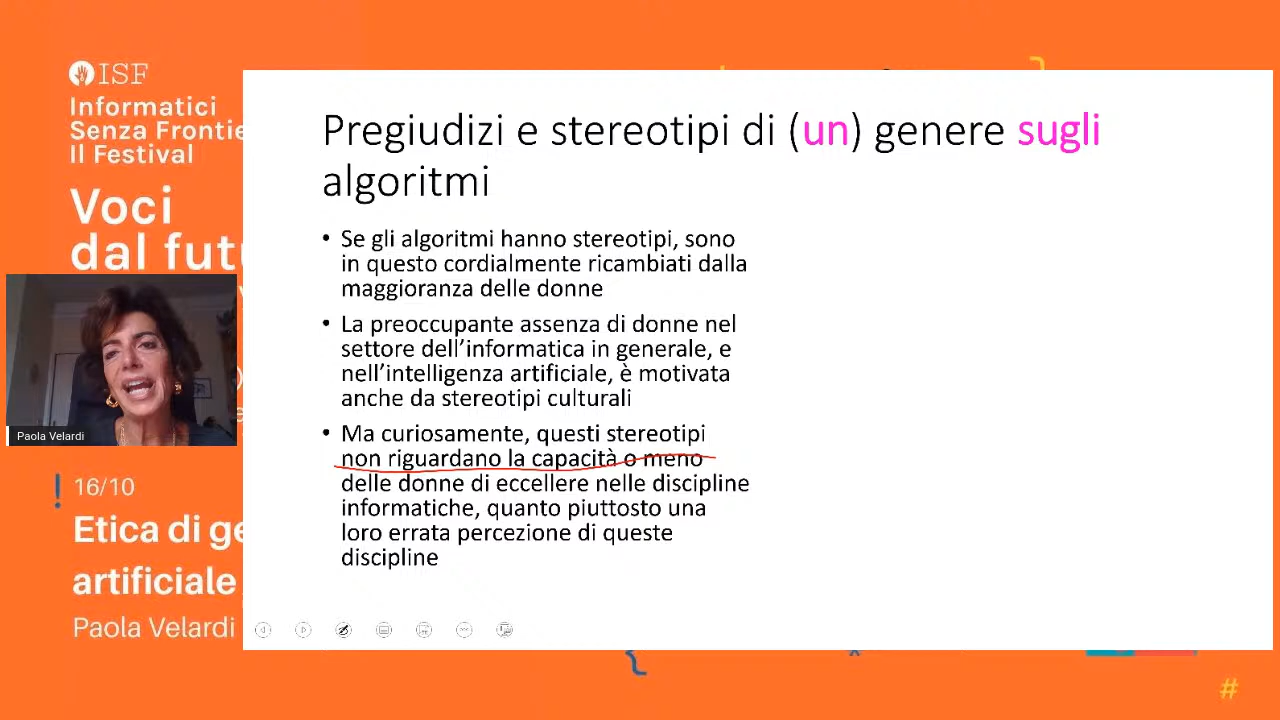 ISF
Informatici
Senza Frontie
Il Festival
Voci
dal futu
Paola Velardi
16/10
Etica di ge
artificiale
Paola Velardi
Pregiudizi e stereotipi di (un) genere sugli
algoritmi
• Se gli algoritmi hanno stereotipi, sono
in questo cordialmente ricambiati dalla
maggioranza delle donne
• La preoccupante assenza di donne nel
settore dell'informatica in generale, e
nell'intelligenza artificiale, è motivata
anche da stereotipi culturali
• Ma curiosamente, questi stereotipi
non riguardano la capacità o meno
delle donne di eccellere nelle discipline
informatiche, quanto piuttosto una
loro errata percezione di queste
discipline
#